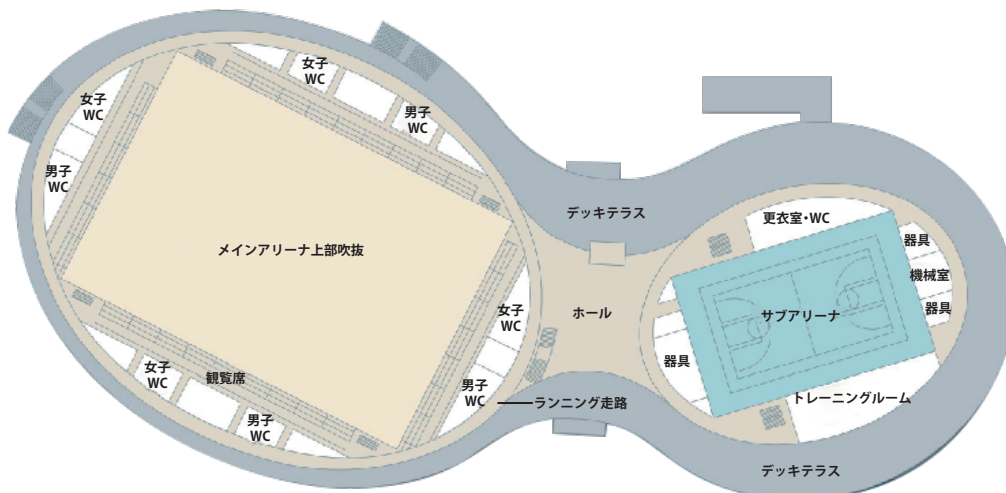 女子
WC
男子
WC
女子
WC
男子
WC
メインアリーナ上部吹抜
女子
WC
観覧席
男子
WC
女子
WC
男子
WC
ランニング走路
デッキテラス
ホール
更衣室・WC
器具
機械室
器具
サブアリーナ
器具
トレーニングルーム
デッキテラス